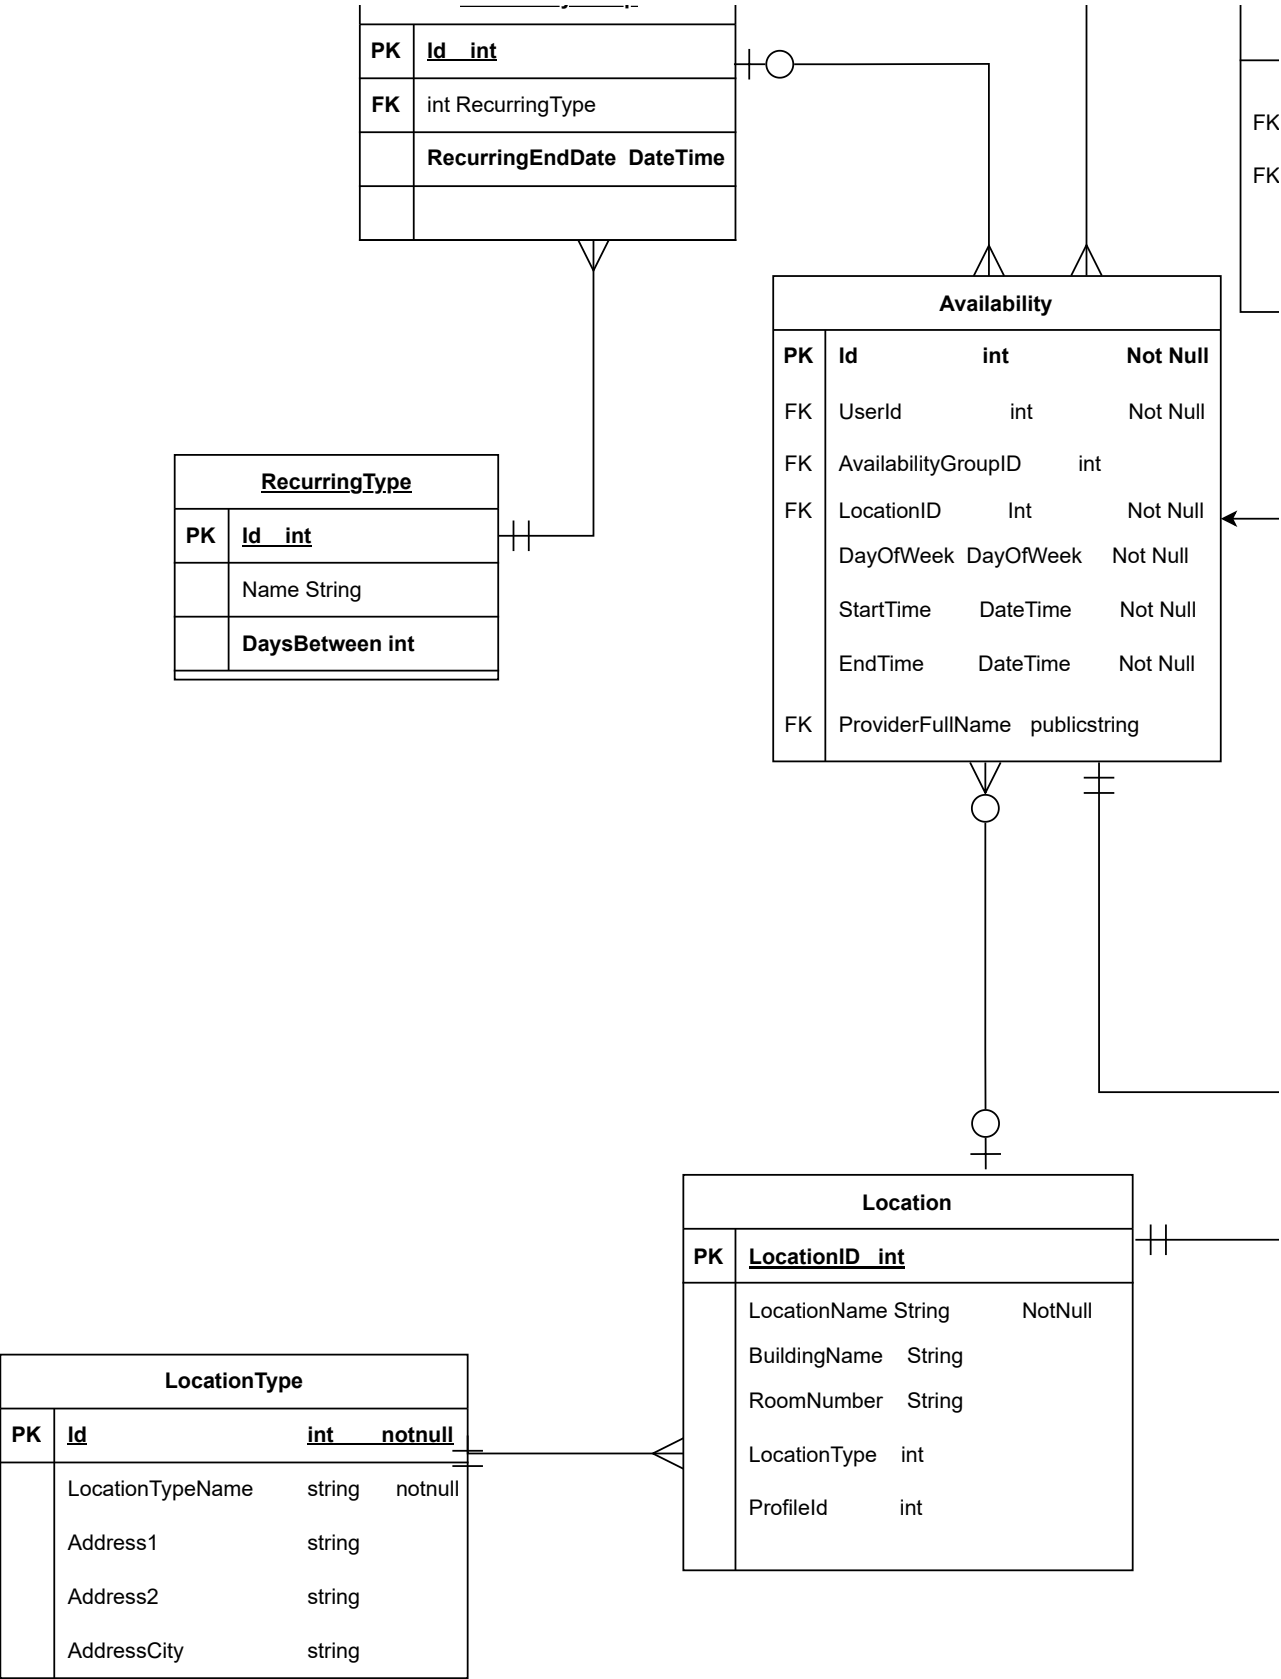 PK Id int
FK int RecurringType
RecurringEndDate DateTime
FK
FK
Availability
PK Id int Not Null
FK UserId int Not Null
FK AvailabilityGroupID int
FK LocationID Int Not Null
DayOfWeek DayOfWeek Not Null
StartTime DateTime Not Null
EndTime DateTime Not Null
FK ProviderFullName publicstring
RecurringType
PK Id int
Name String
DaysBetween int
Location
PK LocationID int
LocationName String NotNull
BuildingName String
RoomNumber String
LocationType int
ProfileId int
LocationType
PK Id int notnull
LocationTypeName string notnull
Address1 string
Address2 string
AddressCity string